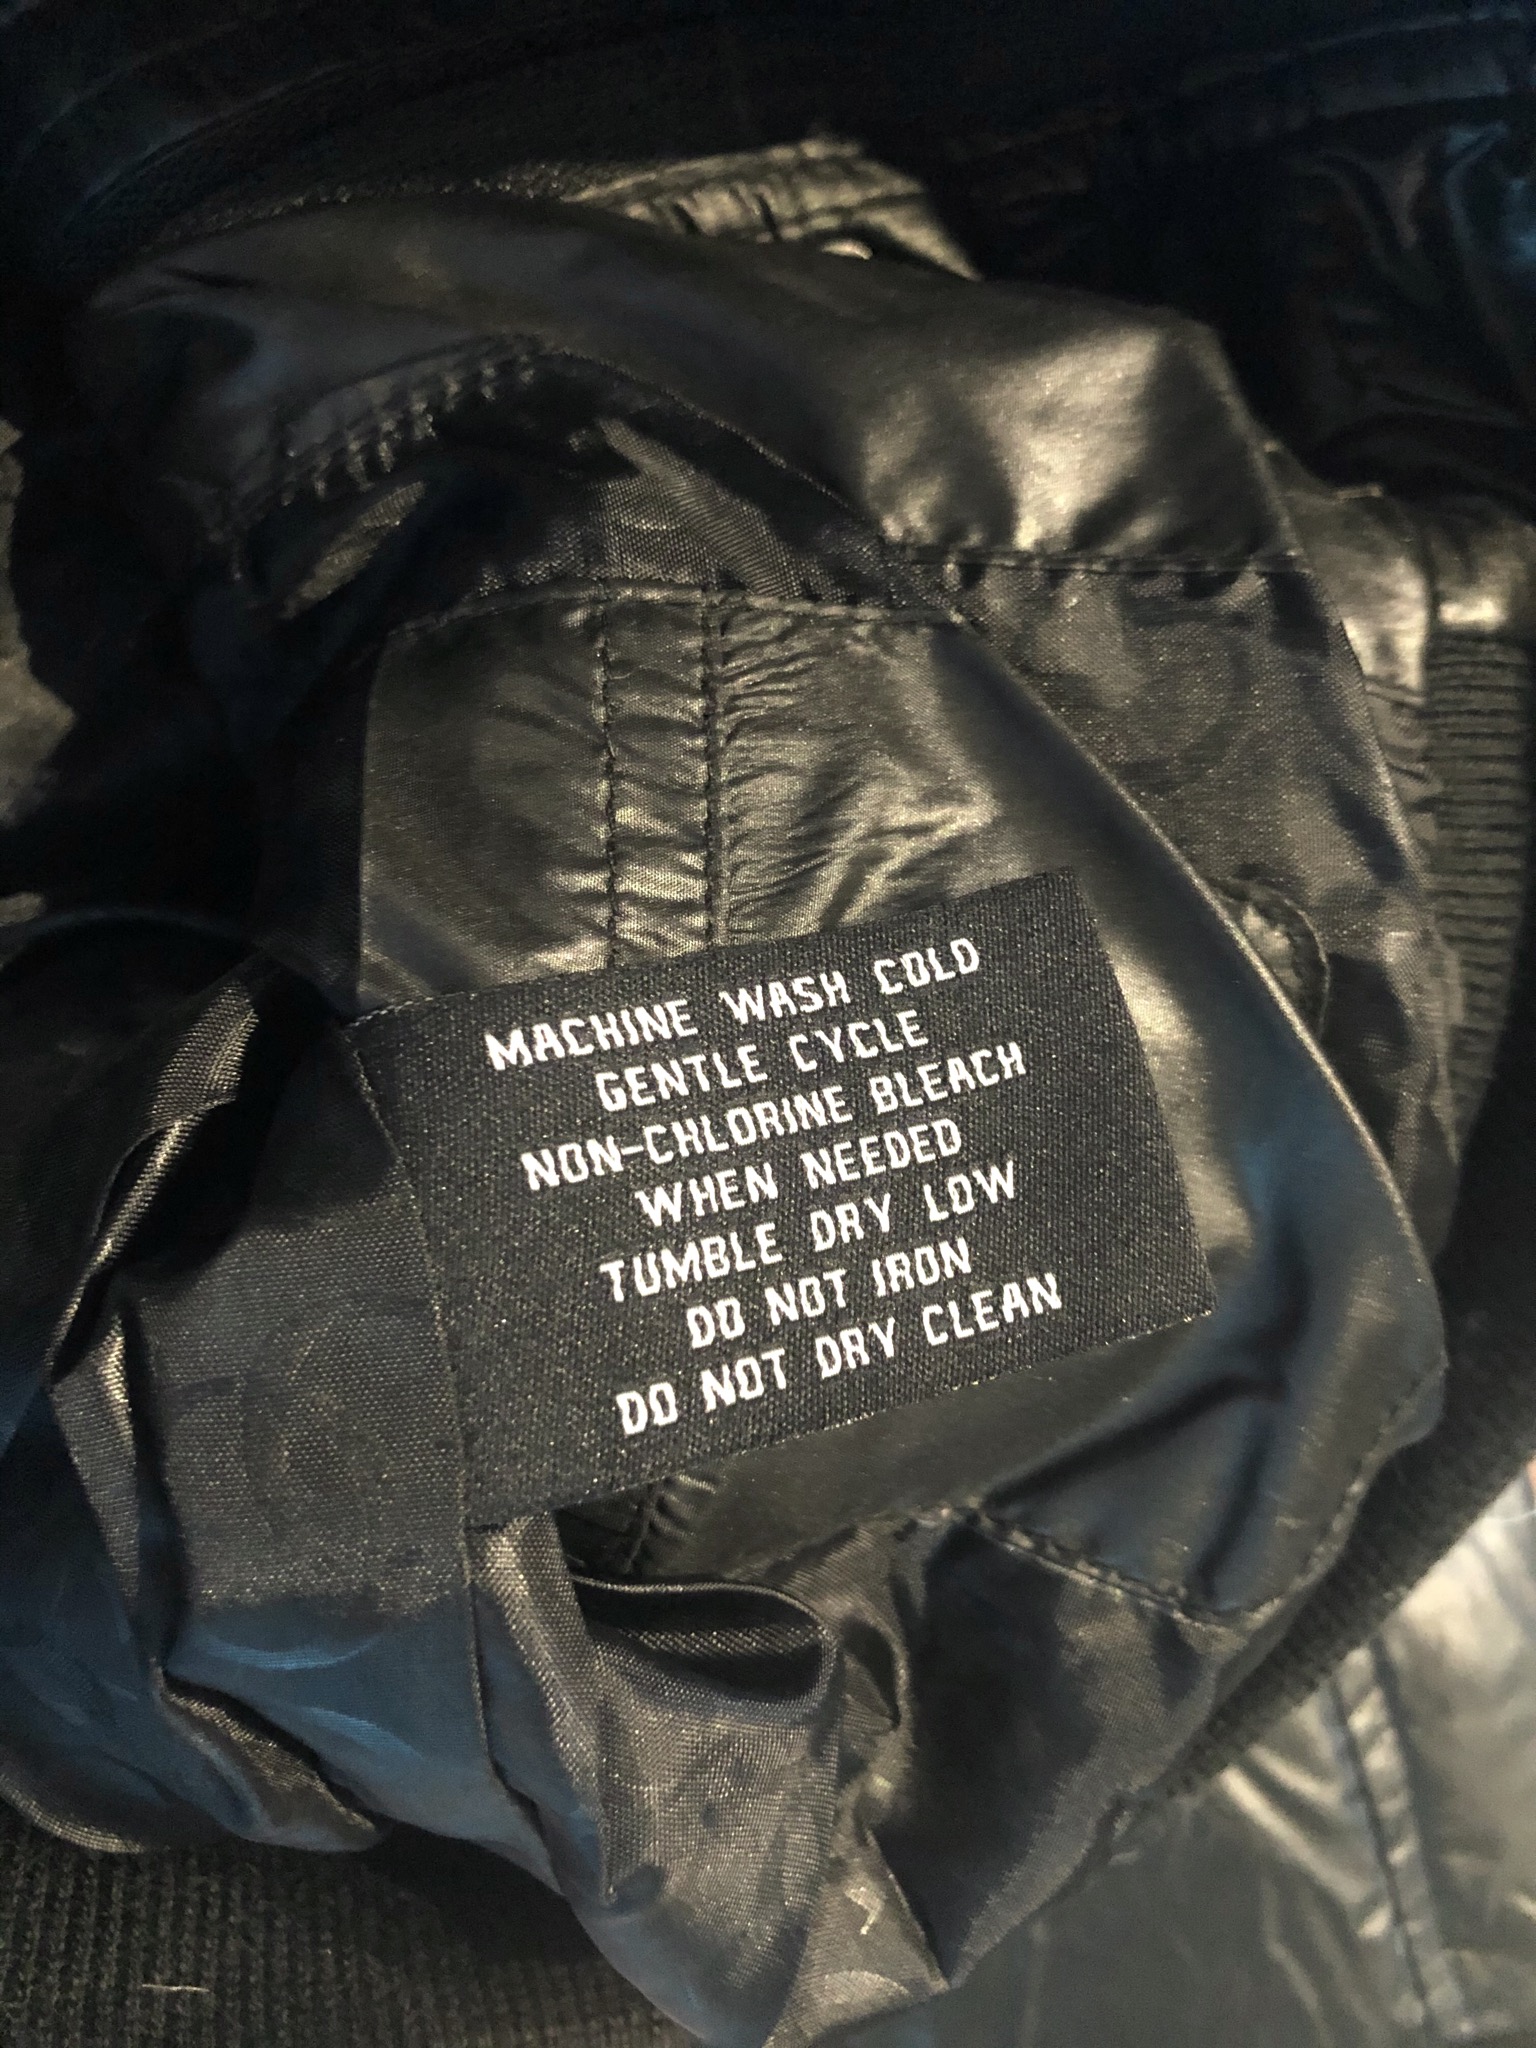 MACHINE WASH COLD
GENTLE CYCLE
NON-CHLORINE BLEACH
WHEN NEEDED
TUMBLE DRY LOW
DO NOT IRON
DO NOT DRY CLEAN